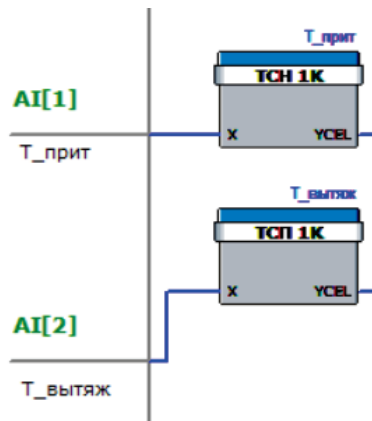 Т_прит
ТСН 1К
AI[1]
X YCEL
Т_прит
Т_вытяж
ТСП 1К
X YCEL
AI[2]
Т_вытяж